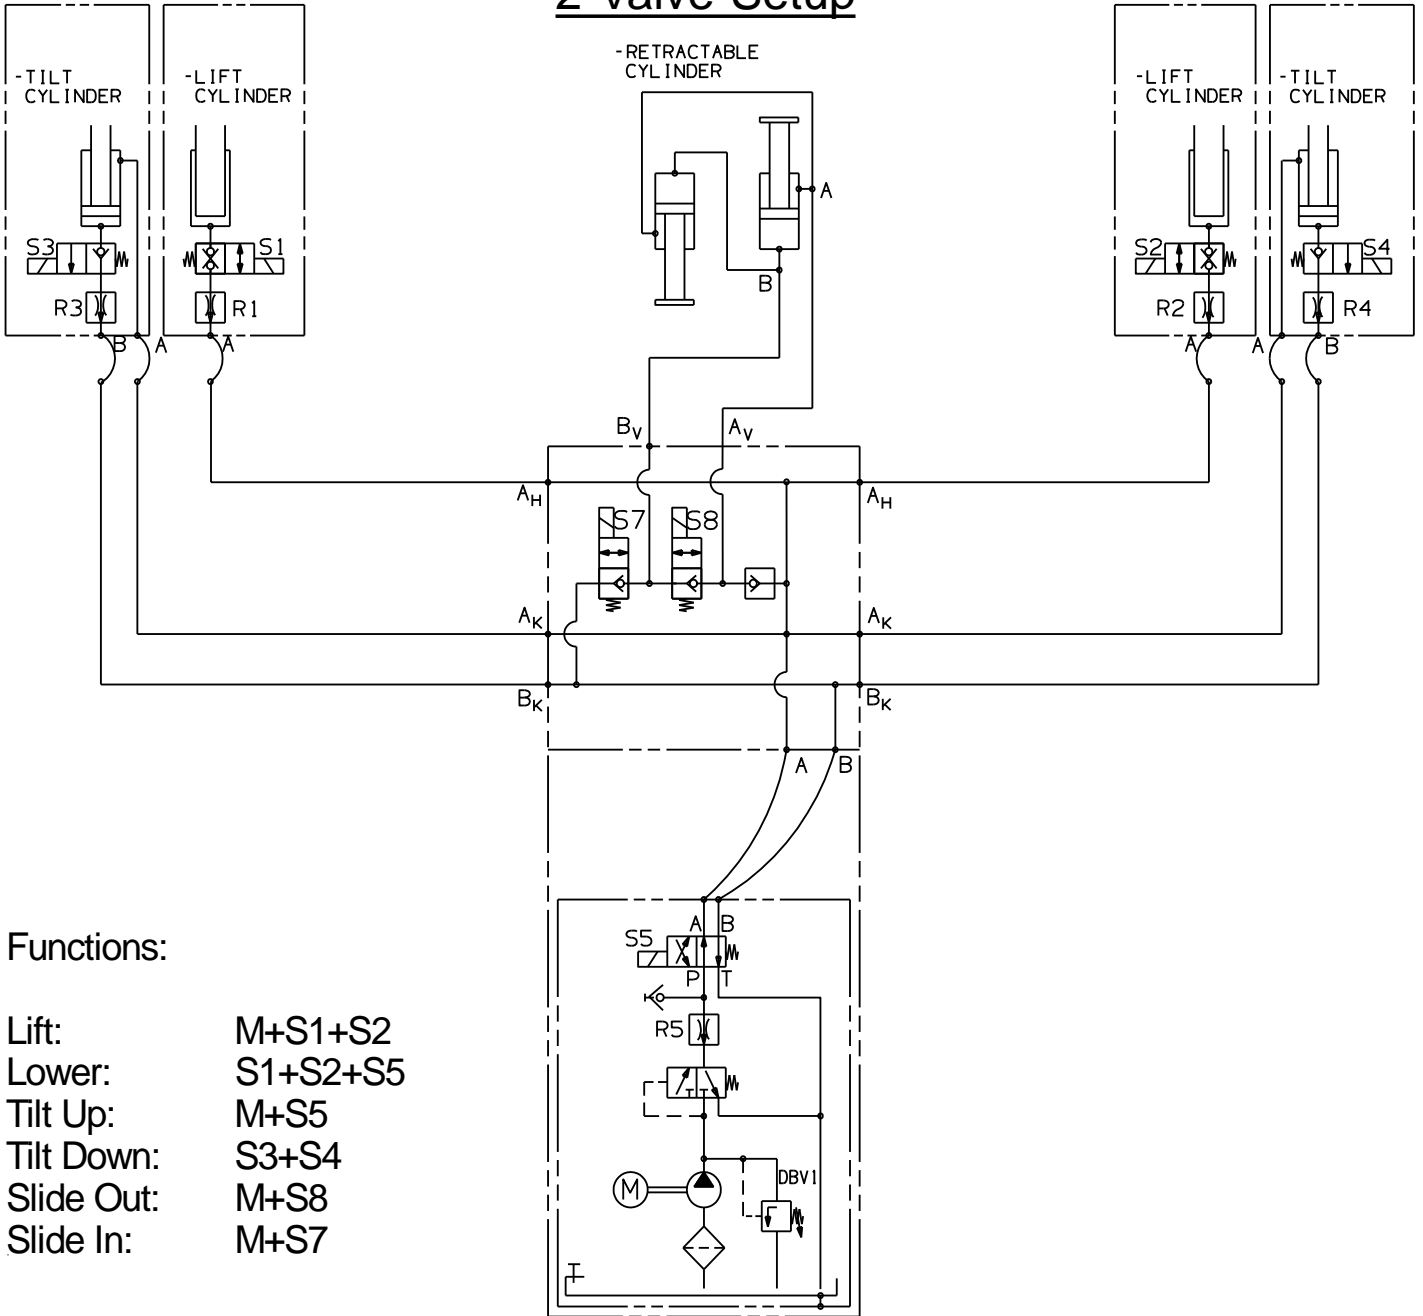 2 Valve Setup
-RETRACTABLE
CYLINDER
-TILT
CYLINDER
-LIFT
CYLINDER
-LIFT
CYLINDER
-TILT
CYLINDER
A
B
S3
S1
S2
S4
R3
R1
R2
R4
B
A
A
A
A
B
BV
AV
AH
AH
S7
S8
AK
AK
BK
BK
A
B
A
B
S5
P
T
R5
DBV1
M
T
Functions:
Lift: M+S1+S2
Lower: S1+S2+S5
Tilt Up: M+S5
Tilt Down: S3+S4
Slide Out: M+S8
Slide In: M+S7